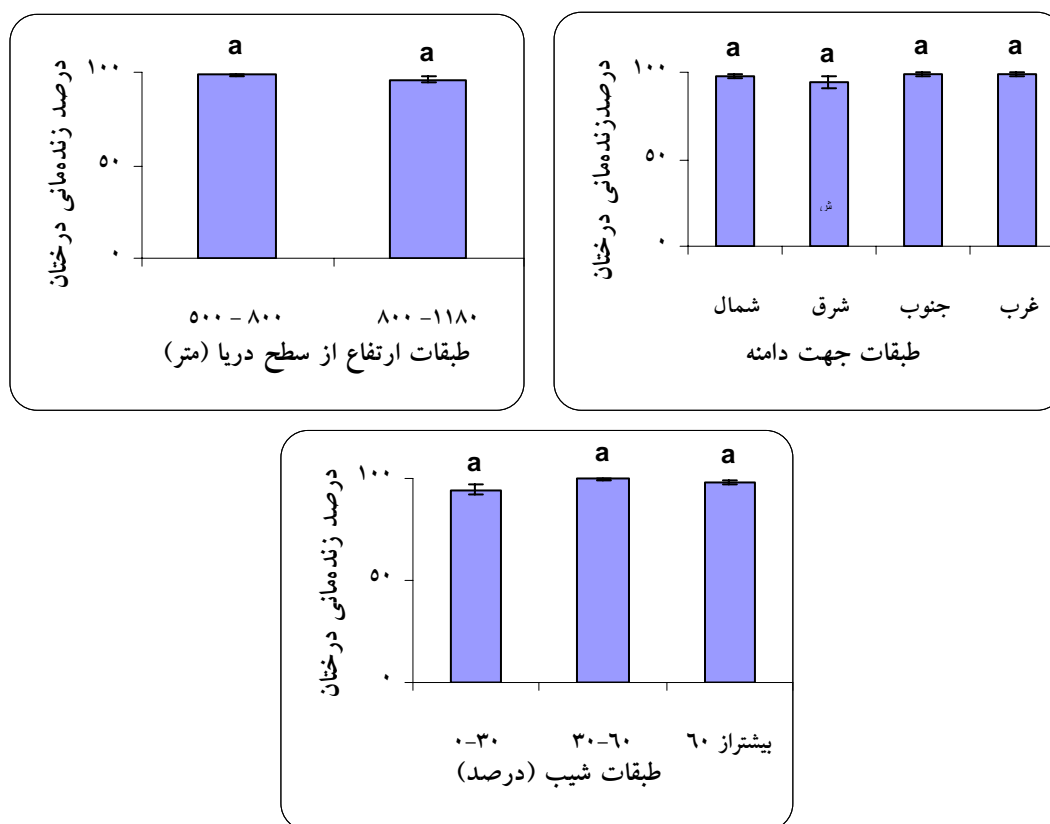 a a
درصد زنده‌مانی درختان
۱۰۰
۵۰
۰
۵۰۰ – ۸۰۰ ۸۰۰ -۱۱۸۰
طبقات ارتفاع از سطح دریا (متر)
a a a a
درصدزنده‌مانی درختان
۱۰۰
۵۰
۰
شمال شرق جنوب غرب
طبقات جهت دامنه
a a a
درصد زنده‌مانی درختان
۱۰۰
۵۰
۰
۰-۳۰ ۳۰-۶۰ بیشتراز ۶۰
طبقات شیب (درصد)